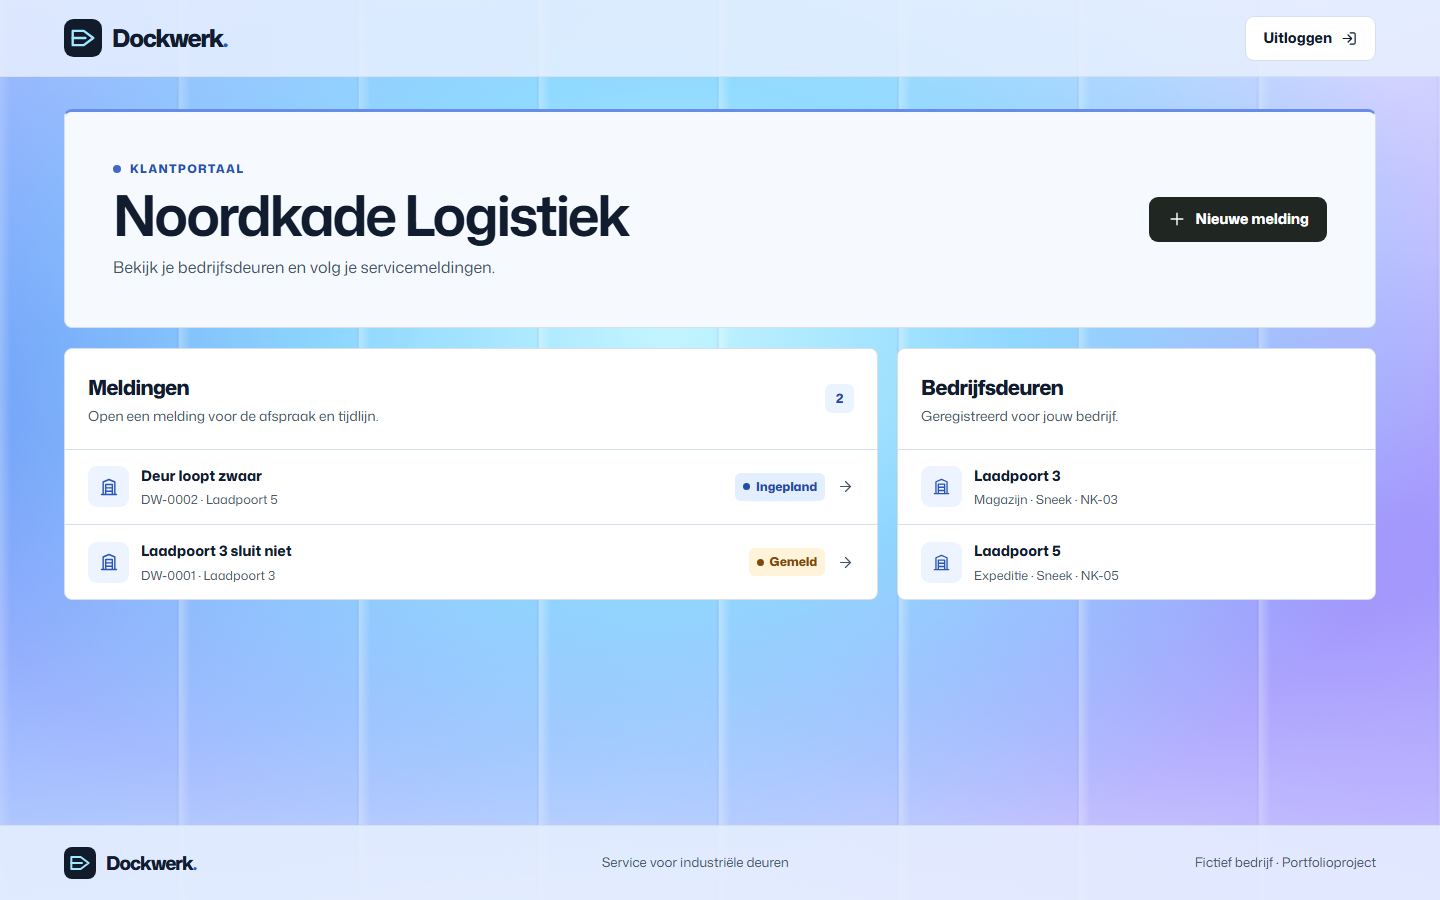 Dockwerk.
Uitloggen
KLANTPORTAAL
Noordkade Logistiek
Bekijk je bedrijfsdeuren en volg je servicemeldingen.
Nieuwe melding
Meldingen
Open een melding voor de afspraak en tijdlijn.
2
Deur loopt zwaar
DW-0002 · Laadpoort 5
Ingepland
Laadpoort 3 sluit niet
DW-0001 · Laadpoort 3
Gemeld
Bedrijfsdeuren
Geregistreerd voor jouw bedrijf.
Laadpoort 3
Magazijn · Sneek · NK-03
Laadpoort 5
Expeditie · Sneek · NK-05
Dockwerk.
Service voor industriële deuren
Fictief bedrijf · Portfolioproject